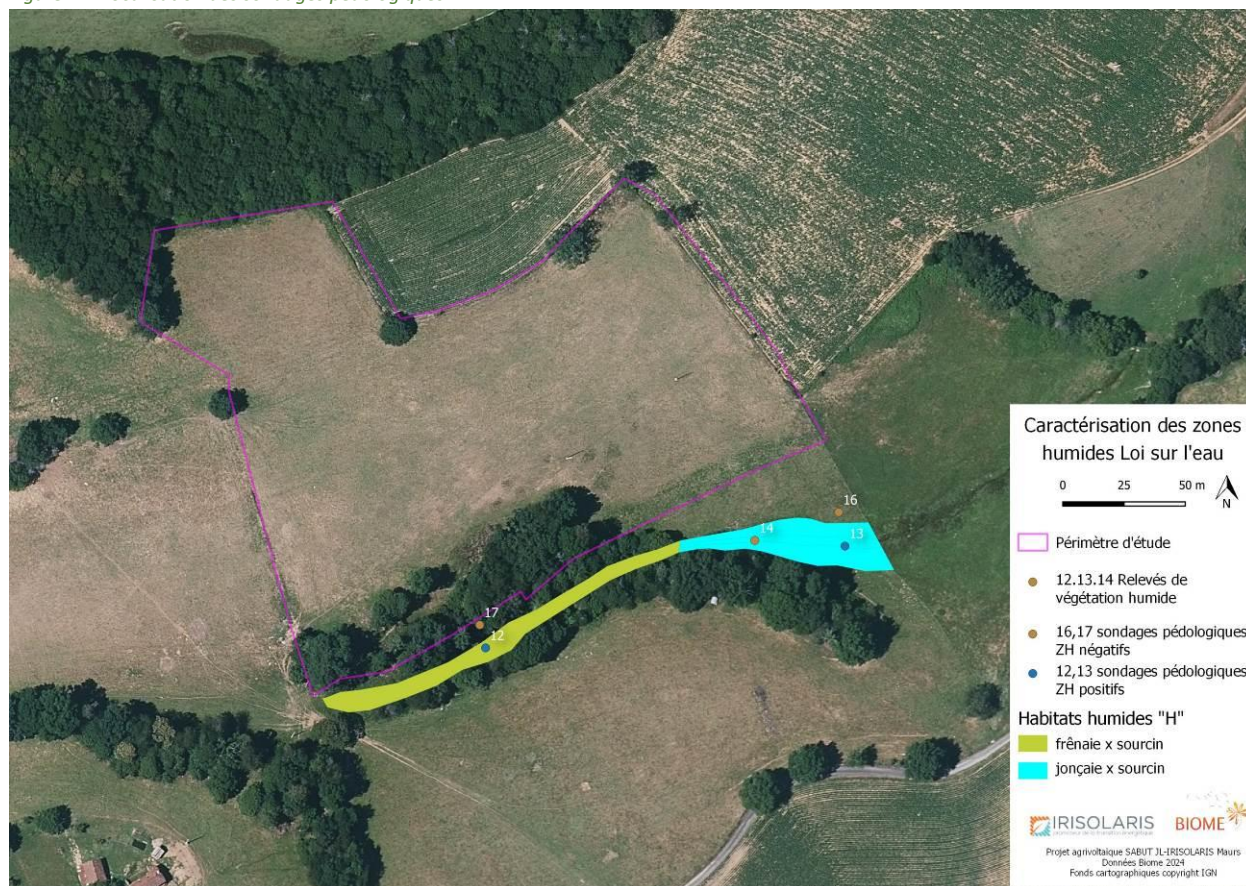 Caractérisation des zones
humides Loi sur l'eau
0 25 50 m
N
Périmètre d'étude
12.13.14 Relevés de
végétation humide
16,17 sondages pédologiques
ZH négatifs
12,13 sondages pédologiques
ZH positifs
Habitats humides "H"
frênaie x sourcin
jonçaie x sourcin
IRISOLARIS
BIOME
Projet agrivoltaïque SABUT JL-IRISOLARIS Maurs
Données Biome 2024
Fonds cartographiques copyright IGN
16
14
13
17
12